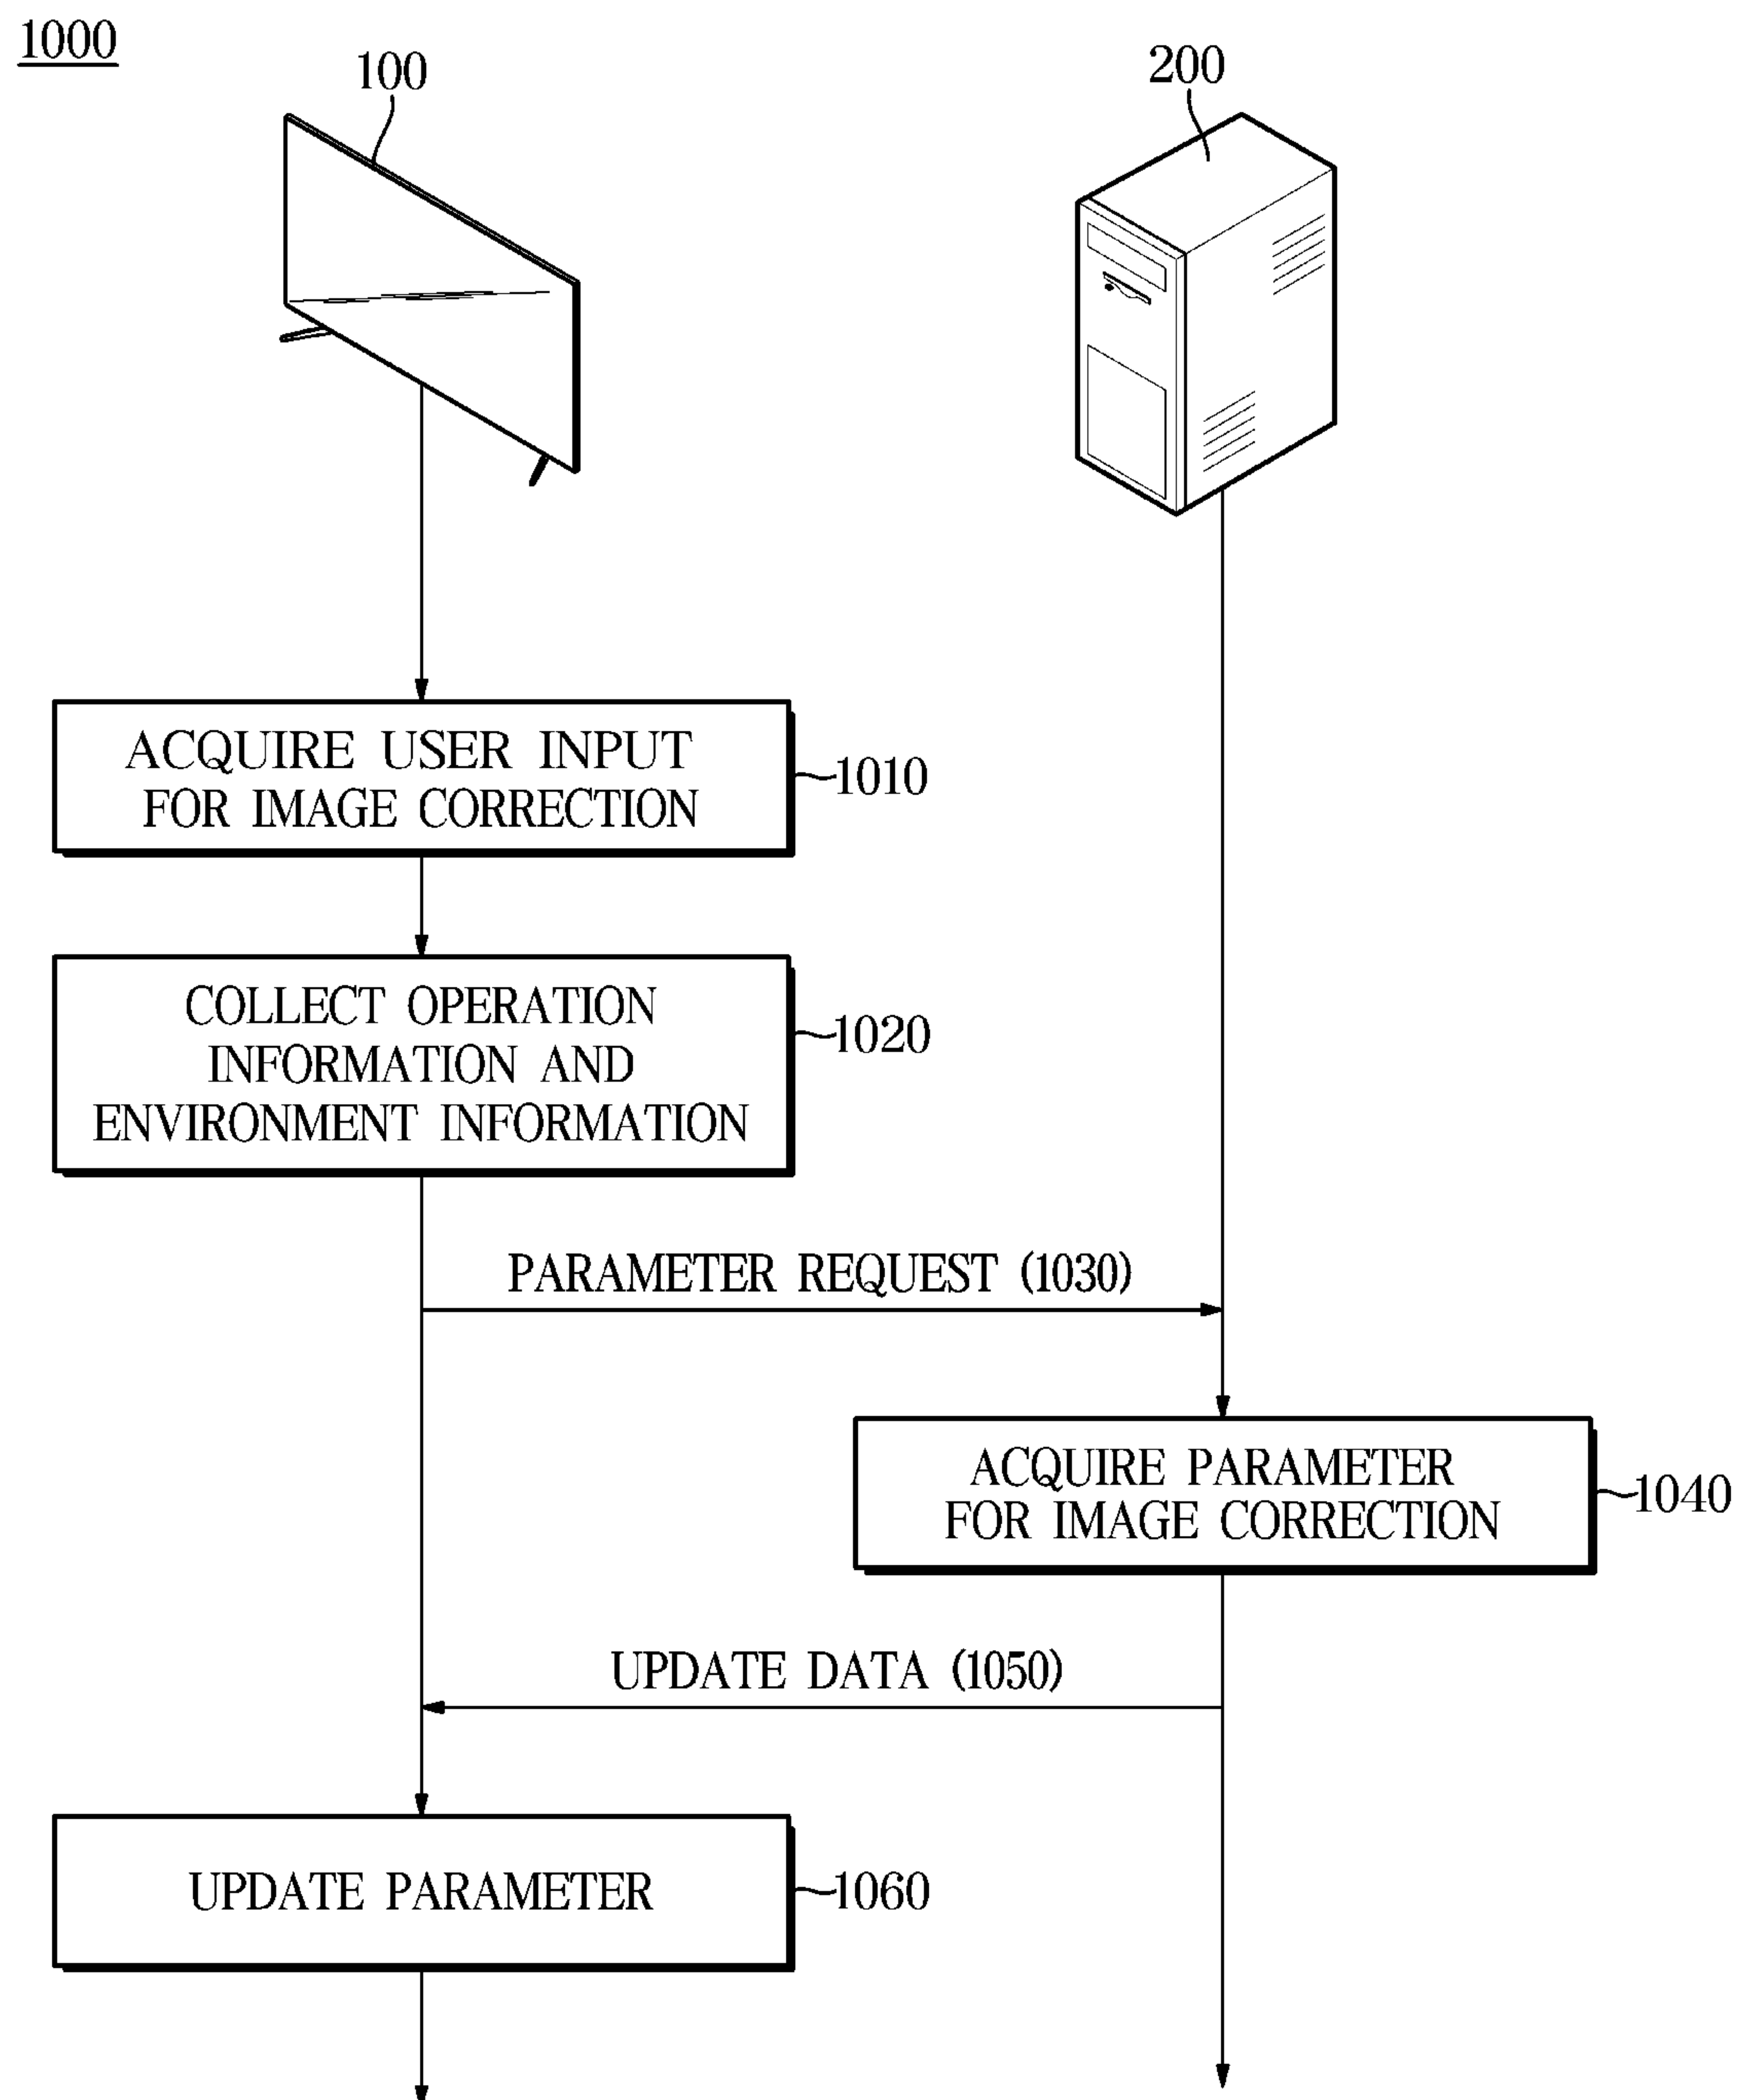 1000
100
200
ACQUIRE USER INPUT
FOR IMAGE CORRECTION
1010
COLLECT OPERATION
INFORMATION AND
ENVIRONMENT INFORMATION
1020
PARAMETER REQUEST (1030)
ACQUIRE PARAMETER
FOR IMAGE CORRECTION
1040
UPDATE DATA (1050)
UPDATE PARAMETER
1060